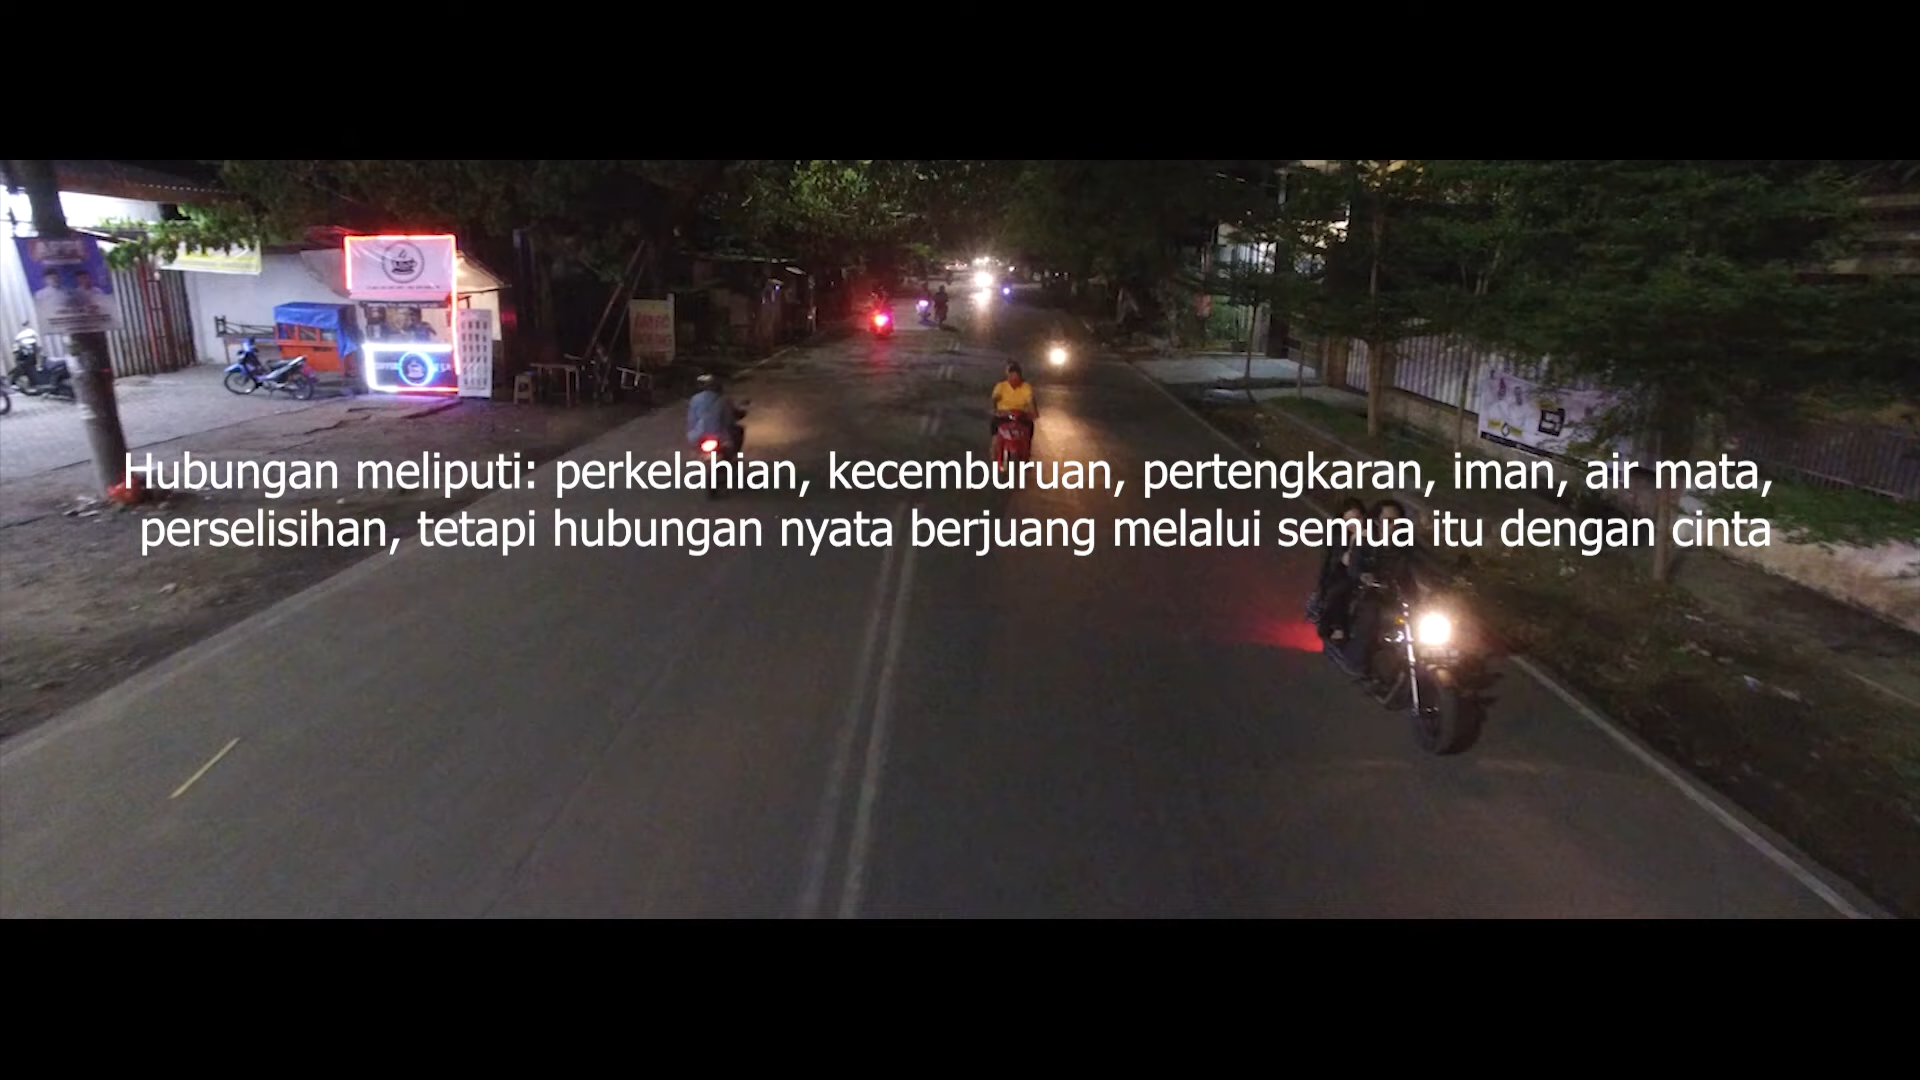 Hubungan meliputi: perkelahian, kecemburuan, pertengkaran, iman, air mata,
perselisihan, tetapi hubungan nyata berjuang melalui semua itu dengan cinta